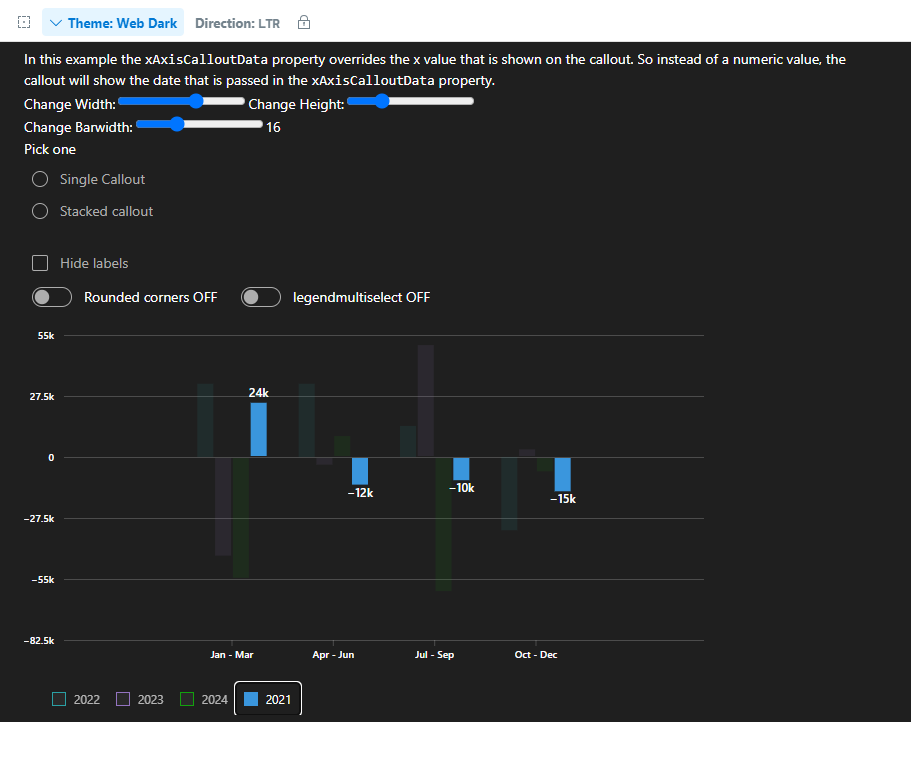 Theme: Web Dark Direction: LTR
In this example the xAxisCalloutData property overrides the x value that is shown on the callout. So instead of a numeric value, the
callout will show the date that is passed in the xAxisCalloutData property.
Change Width: Change Height:
Change Barwidth: 16
Pick one
Single Callout
Stacked callout
Hide labels
Rounded corners OFF legendmultiselect OFF
55k
24k
27.5k
0
−12k
−10k
−15k
−27.5k
−55k
−82.5k
Jan - Mar Apr - Jun Jul - Sep Oct - Dec
2022 2023 2024 2021